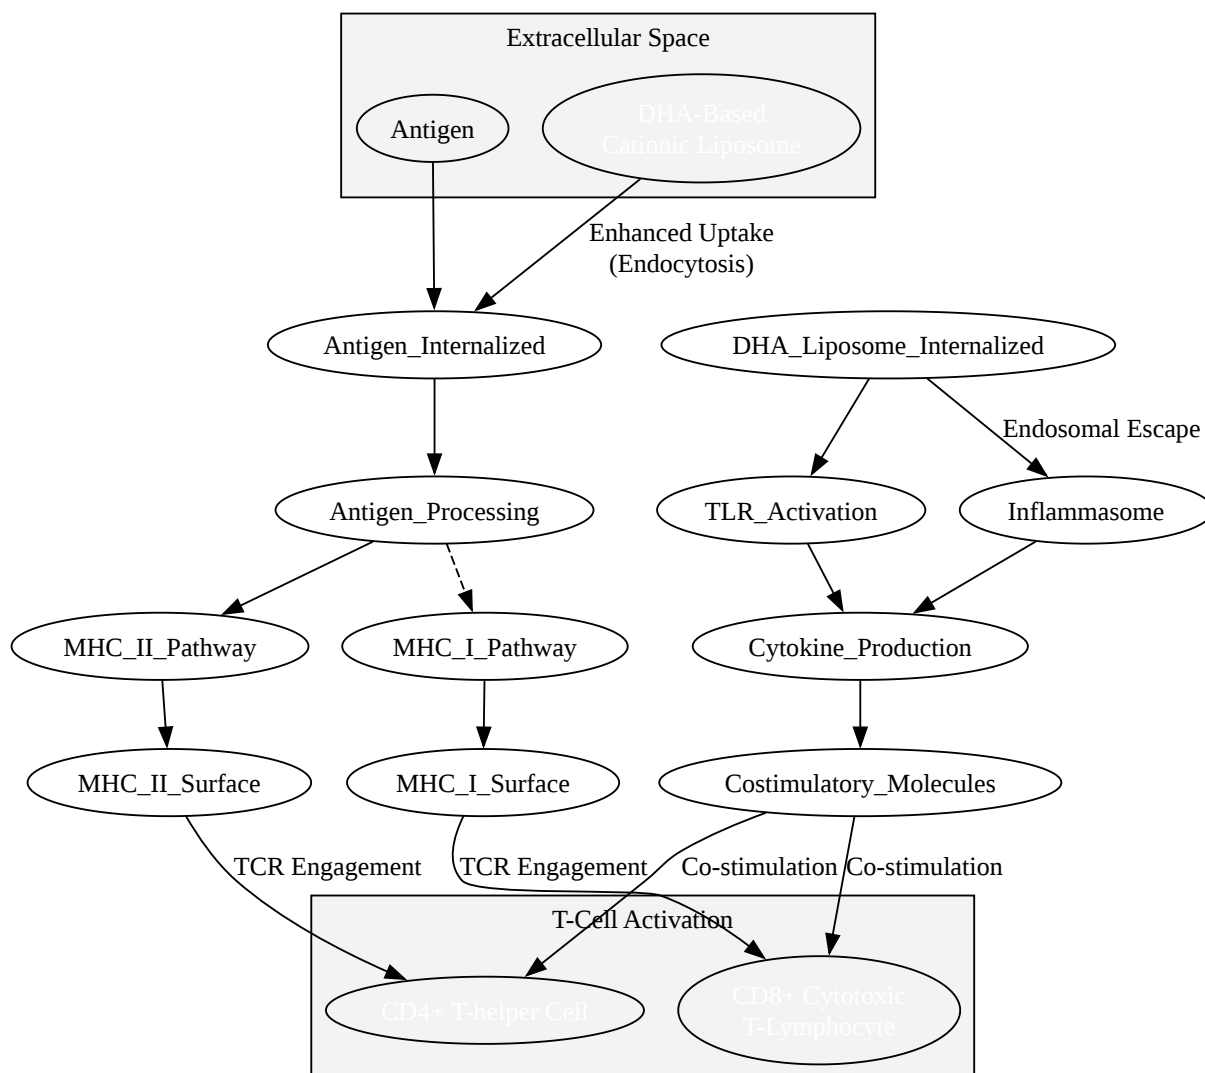 Extracellular Space
Antigen
DHA-Based
Cationic Liposome
Enhanced Uptake
(Endocytosis)
Antigen_Internalized
DHA_Liposome_Internalized
Endosomal Escape
Antigen_Processing
TLR_Activation
Inflammasome
MHC_II_Pathway
MHC_I_Pathway
Cytokine_Production
MHC_II_Surface
MHC_I_Surface
Costimulatory_Molecules
TCR Engagement
TCR Engagement
Co-stimulation
Co-stimulation
T-Cell Activation
CD4+ T-helper Cell
CD8+ Cytotoxic
T-Lymphocyte